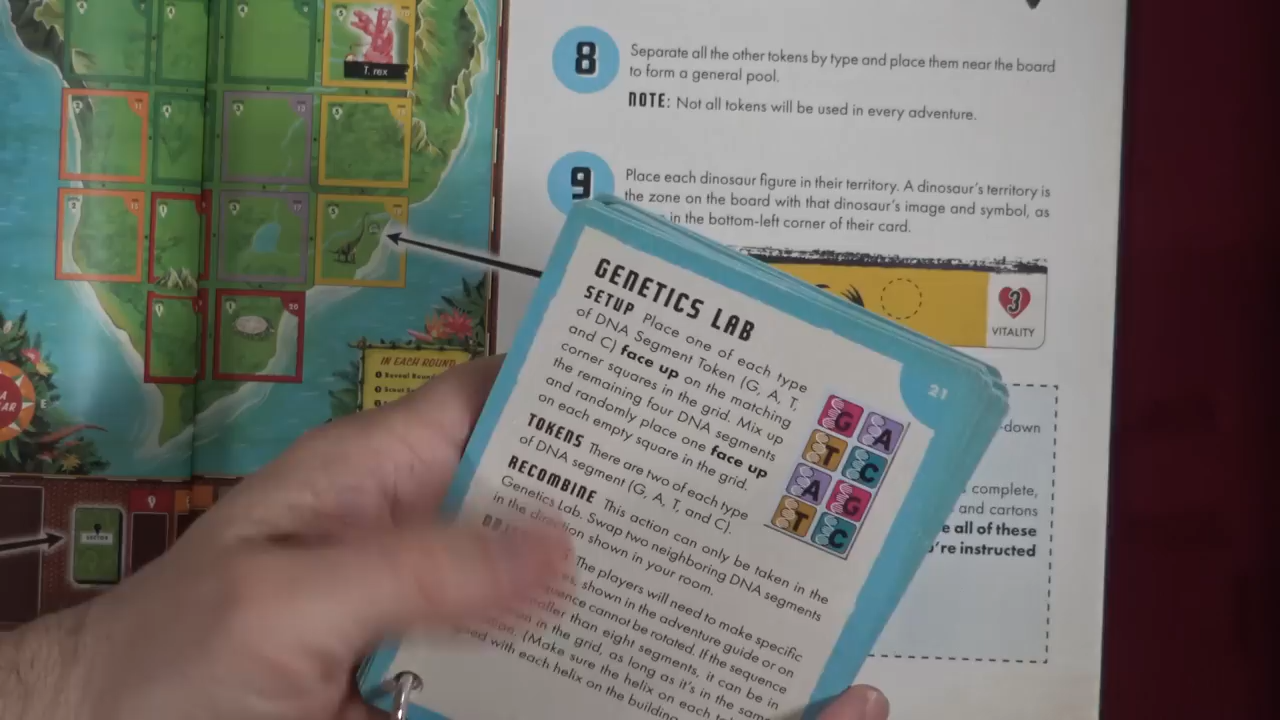 T. rex
IN EACH ROUND
8
Separate all the other tokens by type and place them near the board
to form a general pool.
NOTE: Not all tokens will be used in every adventure.
9
Place each dinosaur figure in their territory. A dinosaur's territory is
the zone on the board with that dinosaur's image and symbol, as
in the bottom-left corner of their card.
3
VITALITY
-down
complete,
and cartons
e all of these
you're instructed
GENETICS LAB
21
SETUP Place one of each type
of DNA Segment Token (G, A, T,
and C) face up on the matching
corner squares in the grid. Mix up
the remaining four DNA segments
and randomly place one face up
on each empty square in the grid.
TOKENS There are two of each type
of DNA segment (G, A, T, and C).
RECOMBINE This action can only be taken in the
Genetics Lab. Swap two neighboring DNA segments
in the direction shown in your room.
The players will need to make specific
shown in the adventure guide or on
cannot be rotated. If the sequence
smaller than eight segments, it can be in
in the grid, as long as it's in the same
(Make sure the helix on each
with each helix on the building
G A
T C
A G
T C